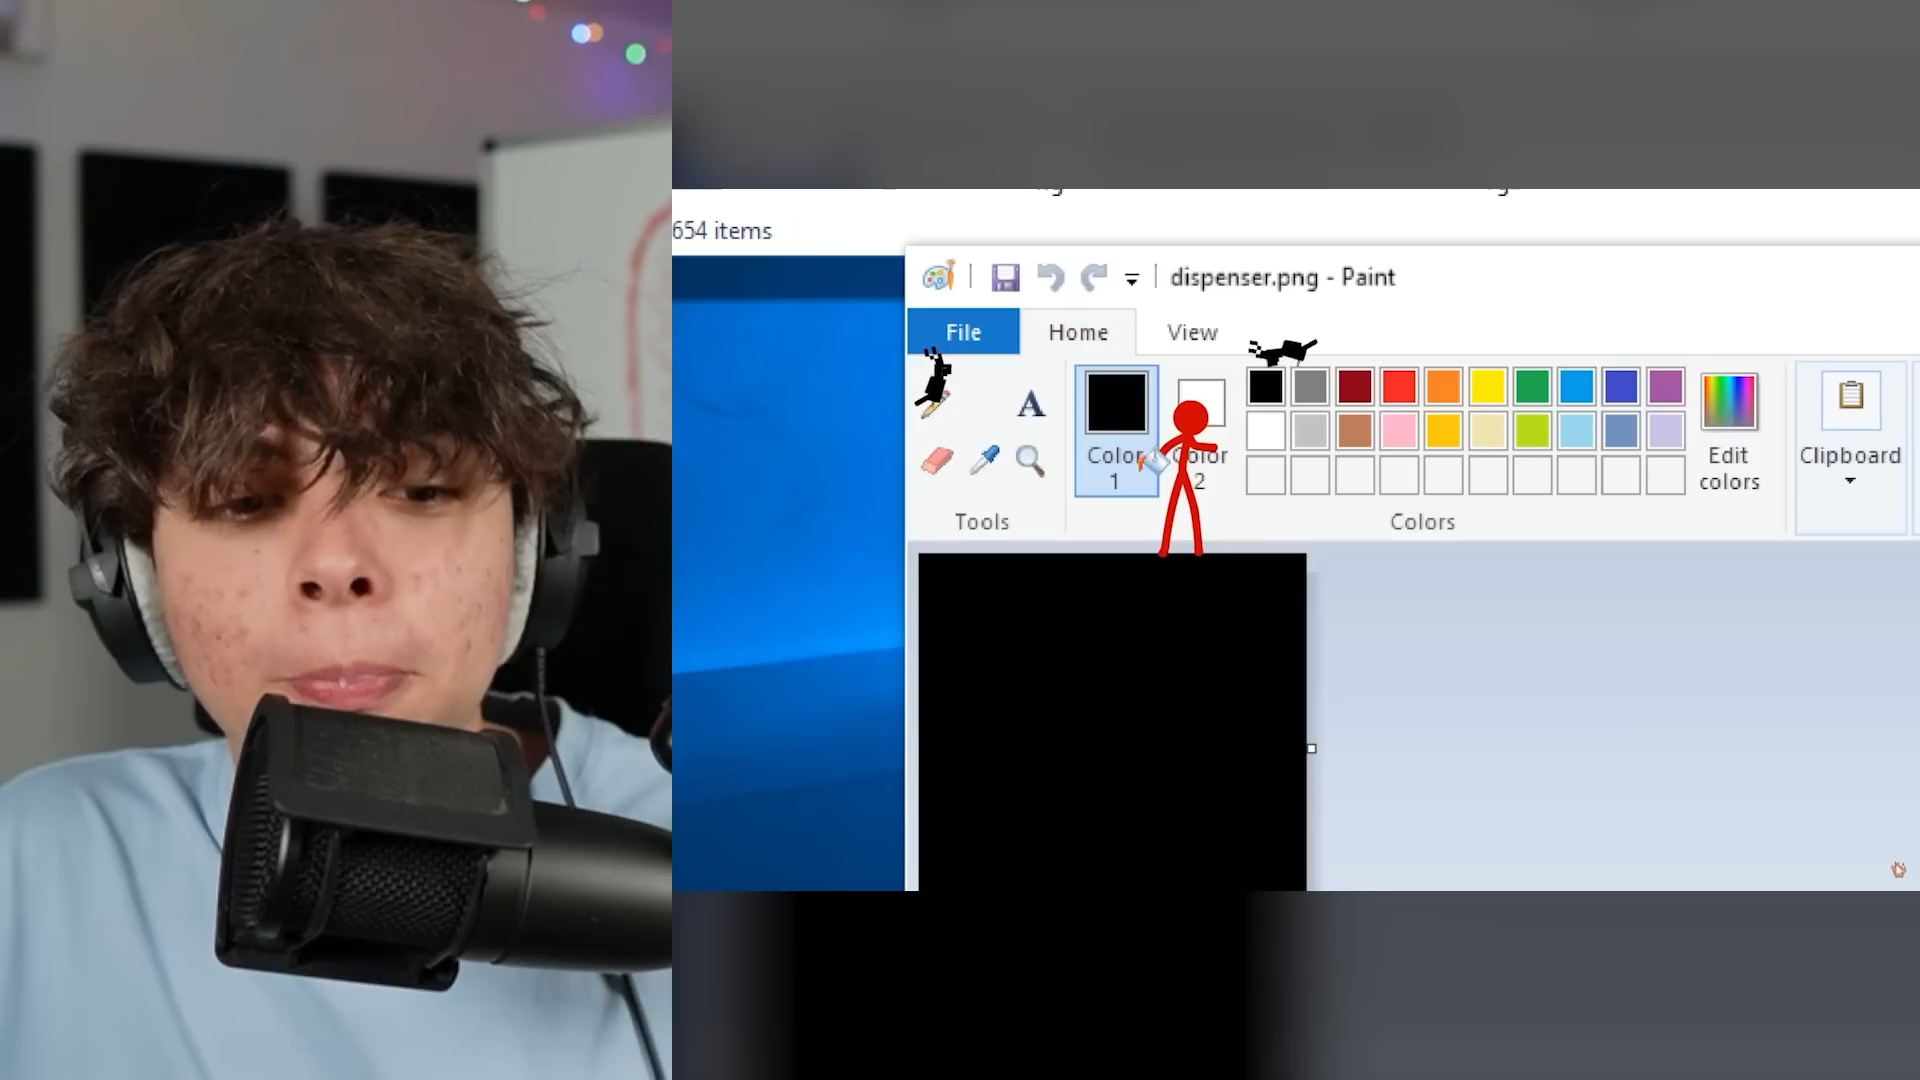 654 items
dispenser.png - Paint
File Home View
A
Color 1
Color 2
Edit colors
Clipboard
Tools
Colors